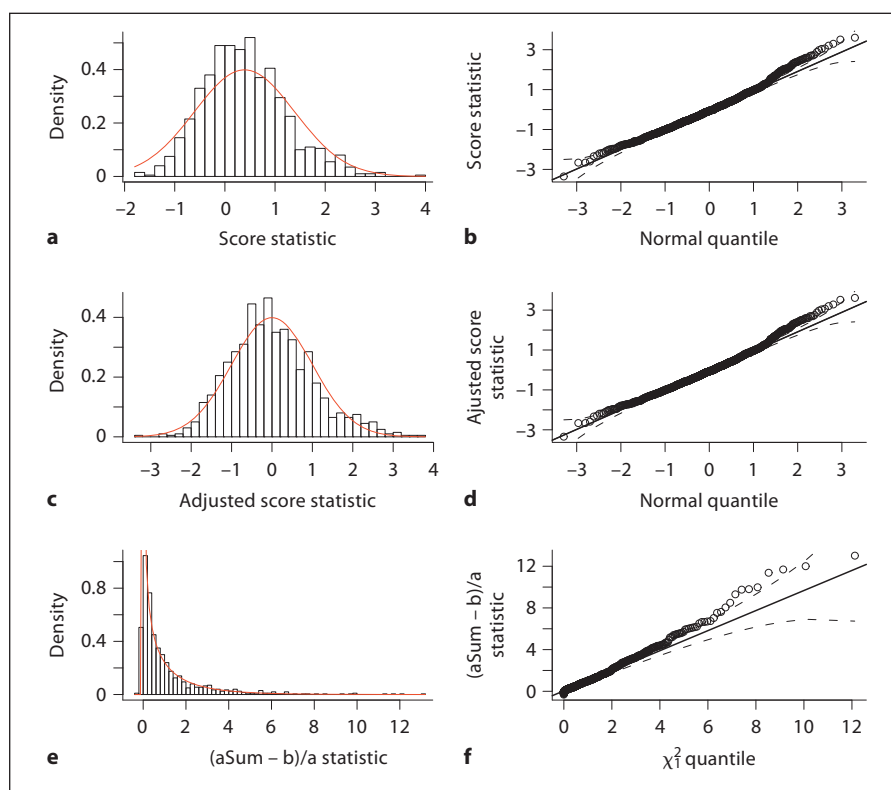 0.4
0.2
0
Density
–2 –1 0 1 2 3 4
a Score statistic
3
1
–1
–3
Score statistic
–3 –2 –1 0 1 2 3
b Normal quantile
0.4
0.2
0
Density
–3 –2 –1 0 1 2 3 4
c Adjusted score statistic
3
1
–1
–3
Ajusted score
statistic
–3 –2 –1 0 1 2 3
d Normal quantile
0.8
0.4
0
Density
0 2 4 6 8 10 12
e (aSum – b)/a statistic
12
8
4
0
(aSum – b)/a
statistic
0 2 4 6 8 10 12
f χ²₁ quantile